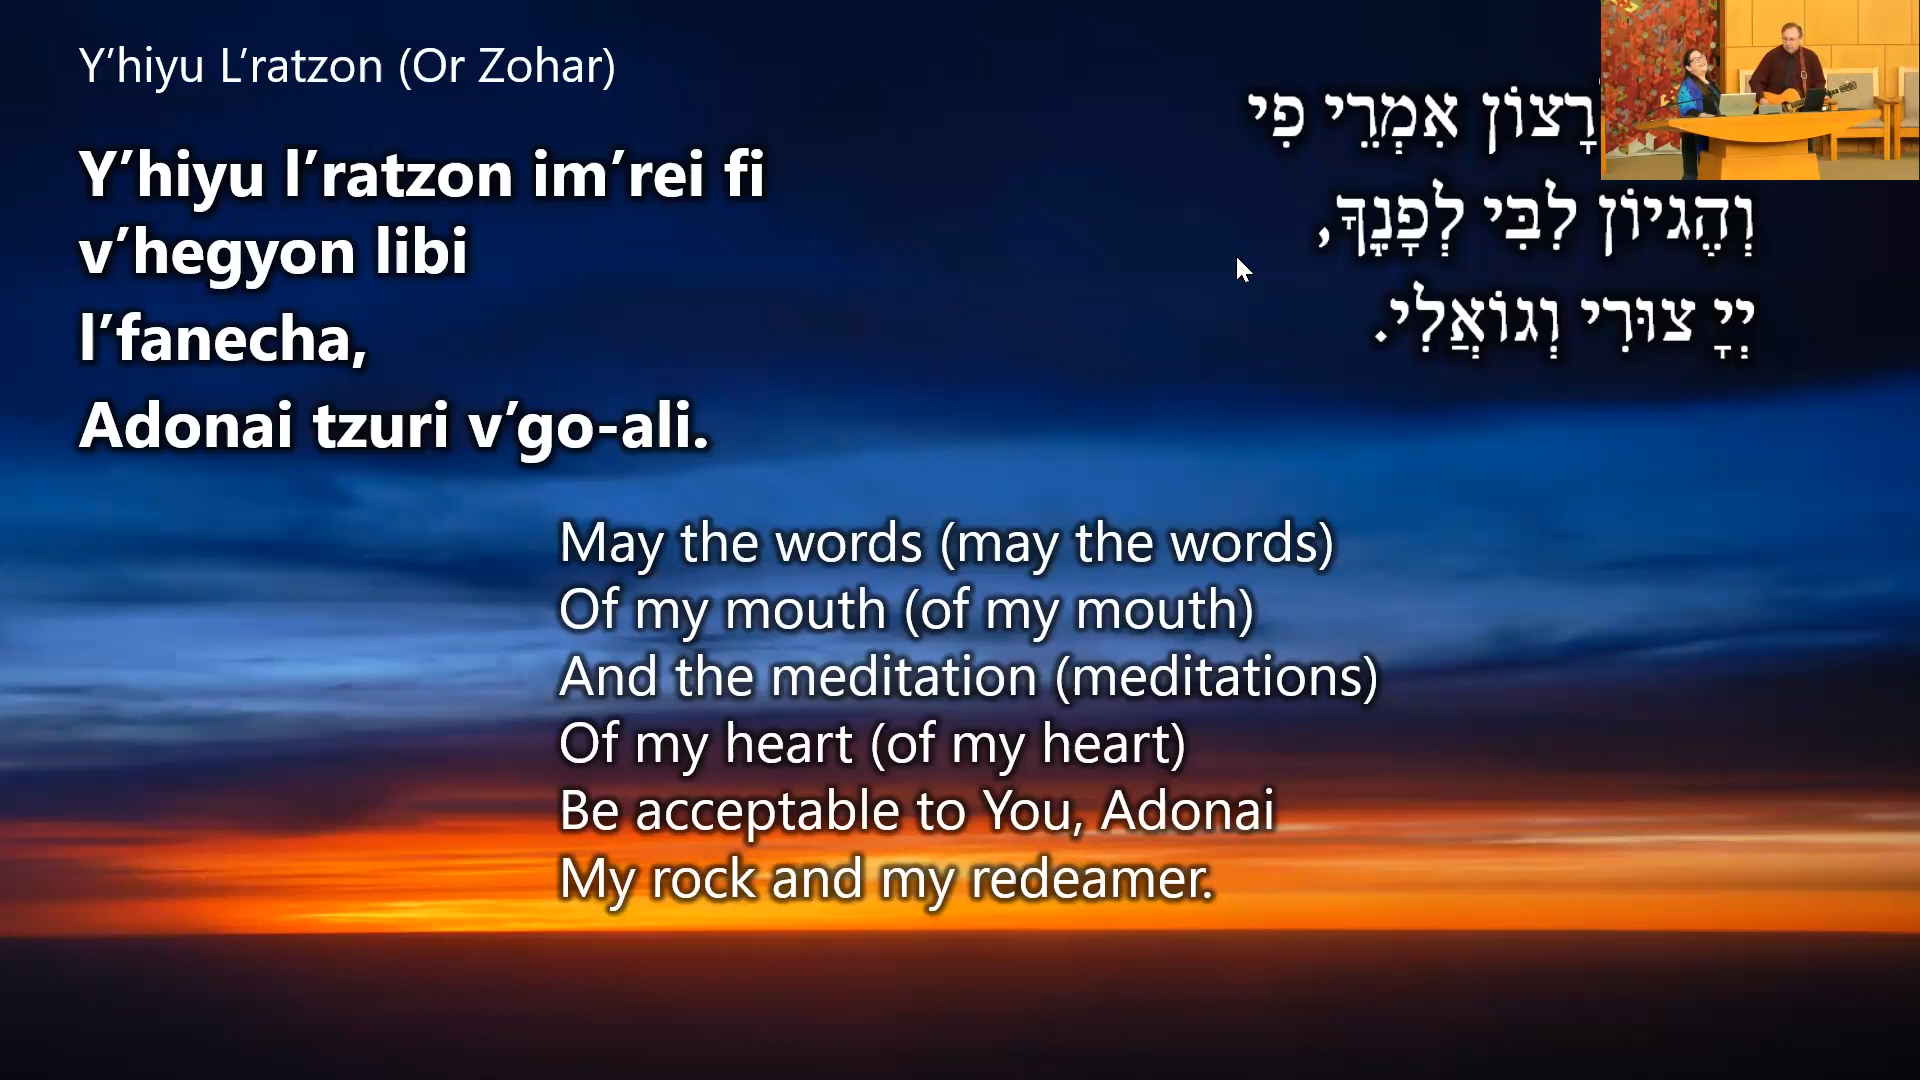 Y’hiyu L’ratzon (Or Zohar)
Y’hiyu l’ratzon im’rei fi
v’hegyon libi
l’fanecha,
Adonai tzuri v’go-ali.
רָצוֹן אִמְרֵי פִי
וְהֶגיוֹן לִבִּי לְפָנֶֽךָ,
יְיָ צוּרִי וְגוֹאֲלִי.
May the words (may the words)
Of my mouth (of my mouth)
And the meditation (meditations)
Of my heart (of my heart)
Be acceptable to You, Adonai
My rock and my redeamer.